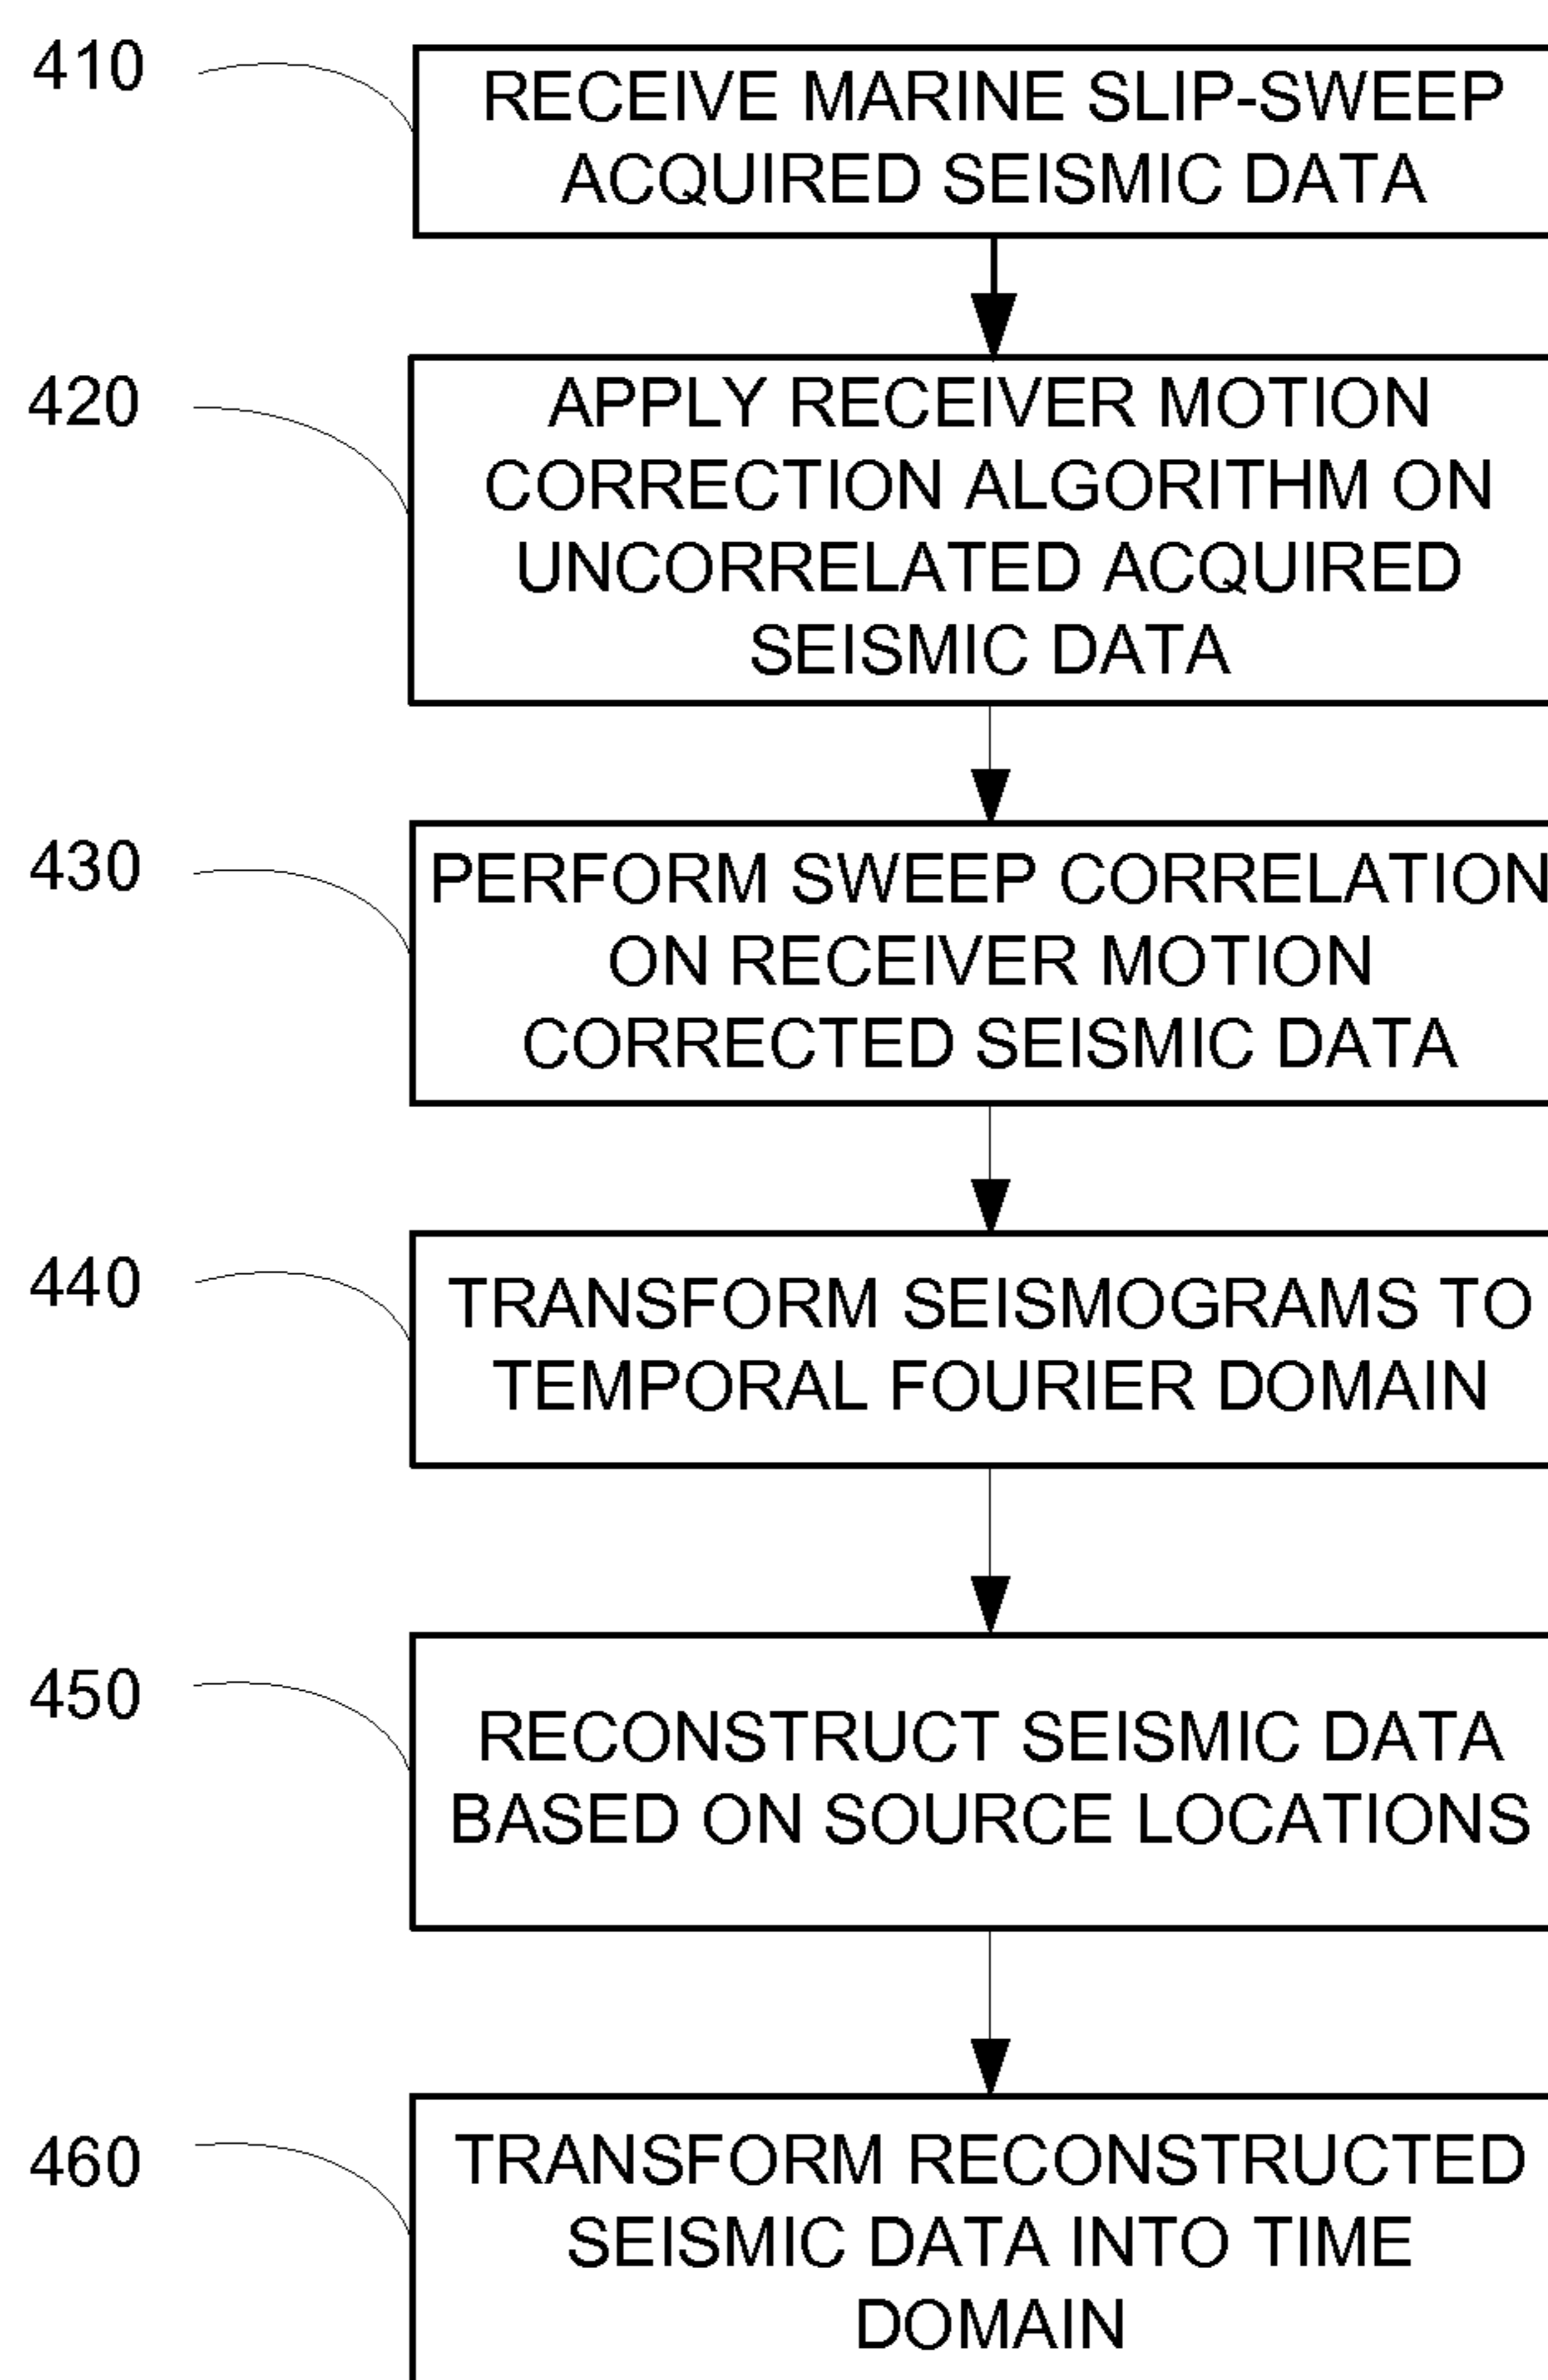 410
RECEIVE MARINE SLIP-SWEEP
ACQUIRED SEISMIC DATA
420
APPLY RECEIVER MOTION
CORRECTION ALGORITHM ON
UNCORRELATED ACQUIRED
SEISMIC DATA
430
PERFORM SWEEP CORRELATION
ON RECEIVER MOTION
CORRECTED SEISMIC DATA
440
TRANSFORM SEISMOGRAMS TO
TEMPORAL FOURIER DOMAIN
450
RECONSTRUCT SEISMIC DATA
BASED ON SOURCE LOCATIONS
460
TRANSFORM RECONSTRUCTED
SEISMIC DATA INTO TIME
DOMAIN